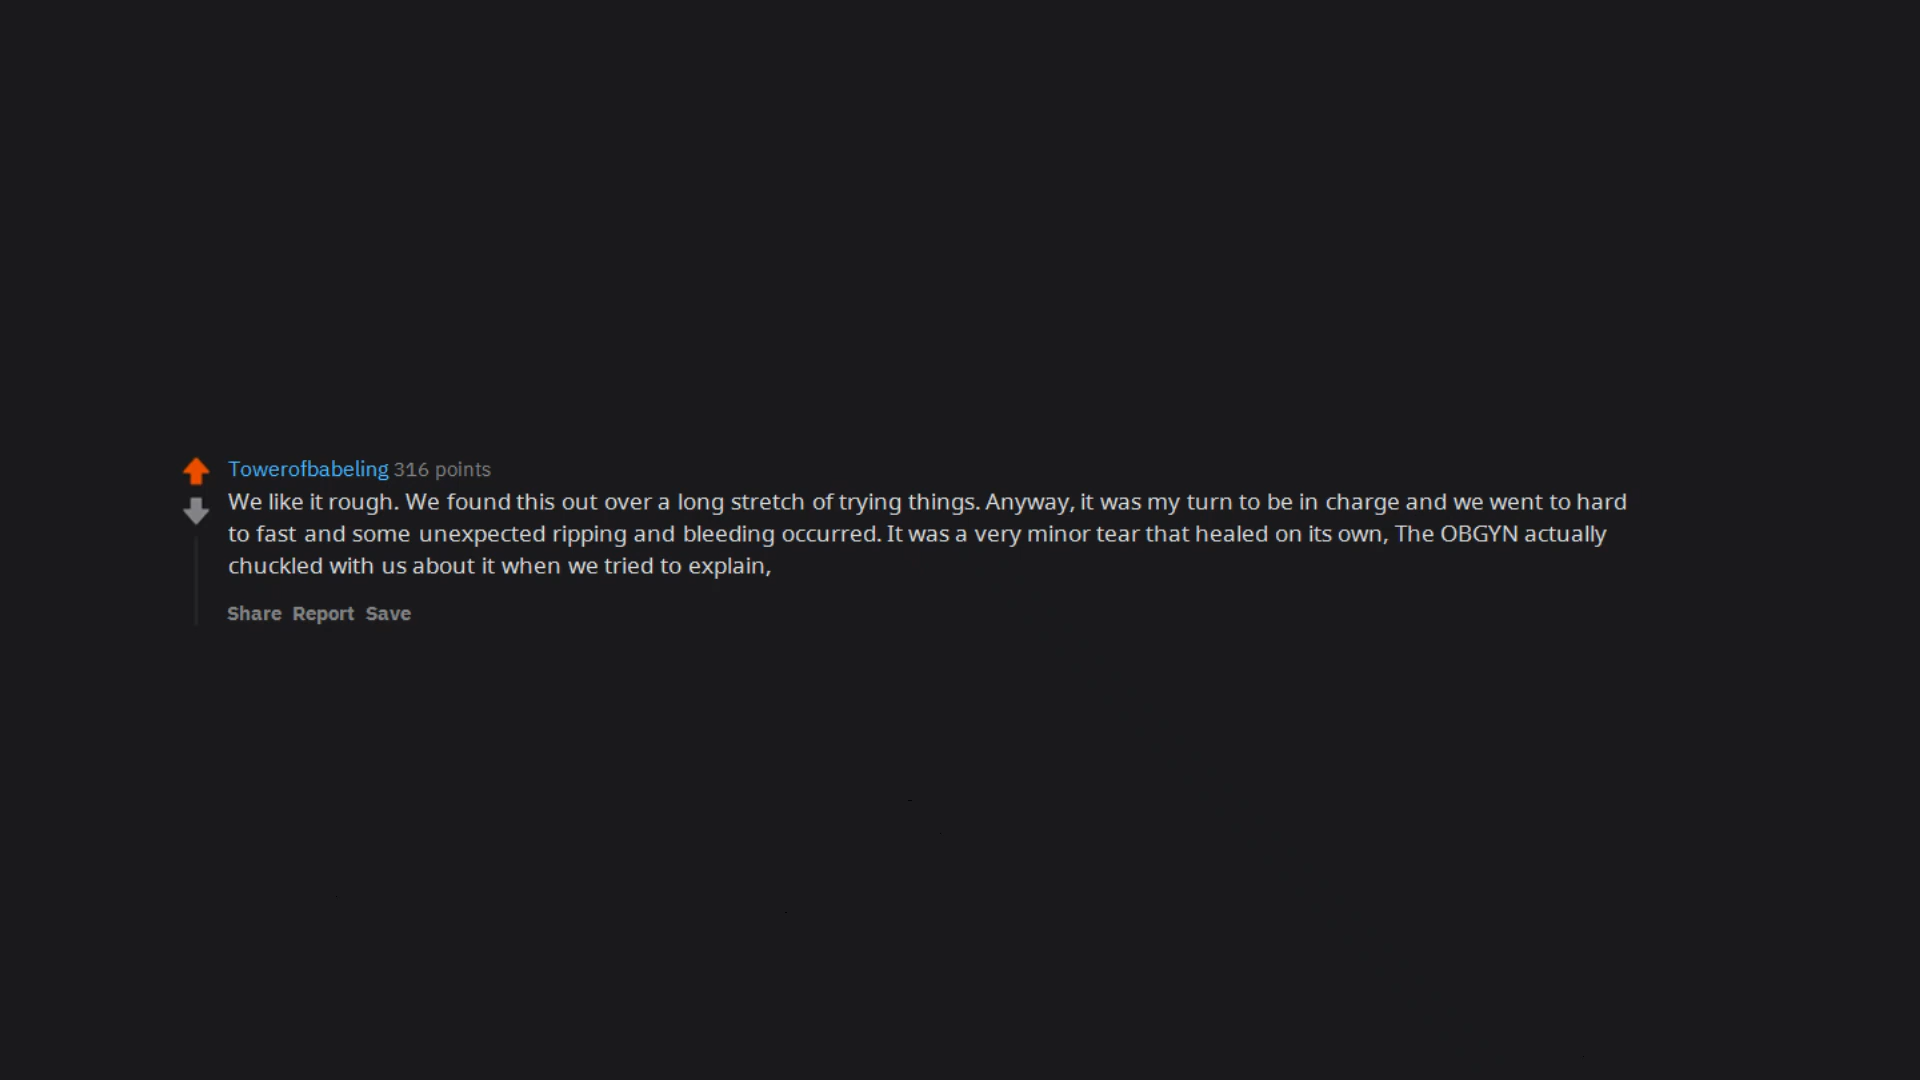 Towerofbabeling 316 points
We like it rough. We found this out over a long stretch of trying things. Anyway, it was my turn to be in charge and we went to hard
to fast and some unexpected ripping and bleeding occurred. It was a very minor tear that healed on its own, The OBGYN actually
chuckled with us about it when we tried to explain,
Share Report Save